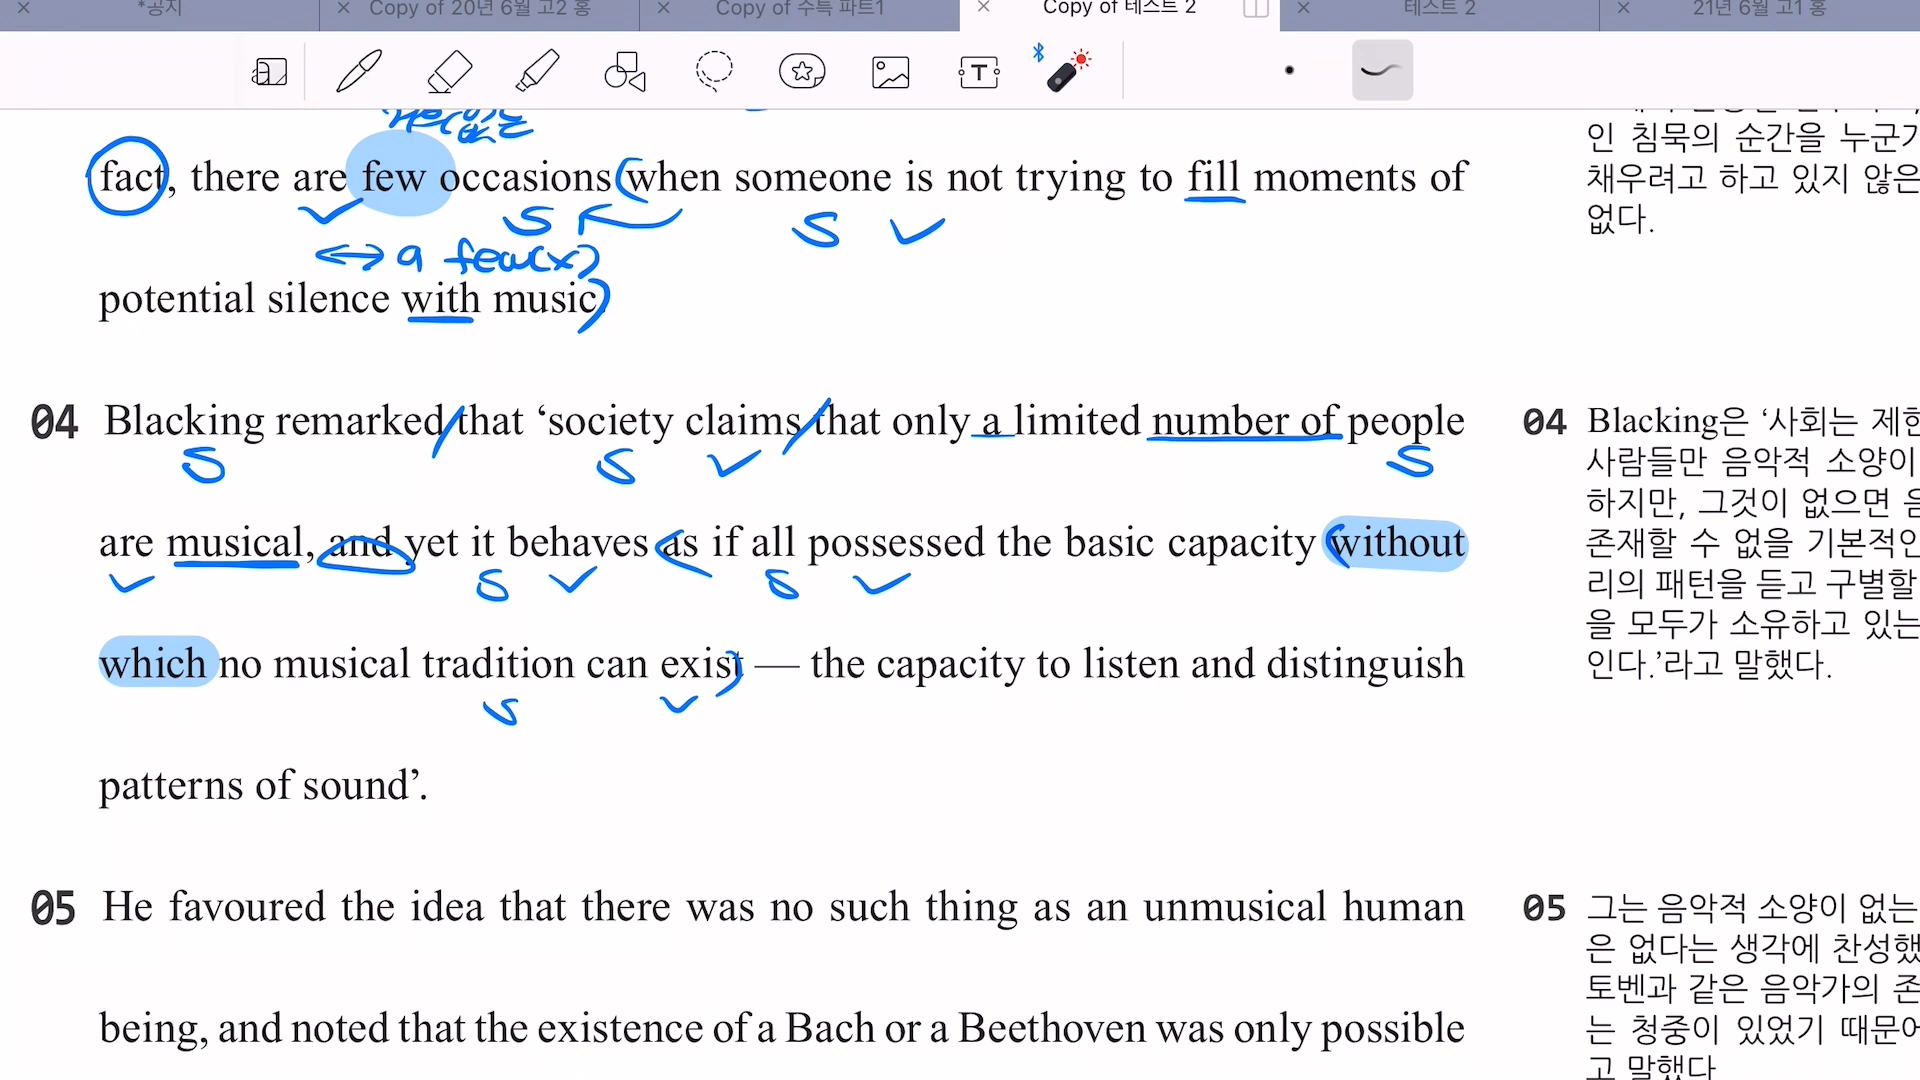 *공지
Copy of 20년 6월 고2 홍
Copy of 수특 파트1
Copy of 테스트 2
테스트 2
21년 6월 고1 홍
T
없는
fact, there are few occasions when someone is not trying to fill moments of
S S
↔ a few(x)
potential silence with music
04 Blacking remarked that ‘society claims that only a limited number of people
S S S
are musical, and yet it behaves as if all possessed the basic capacity without
S S
which no musical tradition can exist — the capacity to listen and distinguish
S
patterns of sound’.
05 He favoured the idea that there was no such thing as an unmusical human
being, and noted that the existence of a Bach or a Beethoven was only possible
인 침묵의 순간을 누군가
채우려고 하고 있지 않은
없다.
04 Blacking은 ‘사회는 제한
사람들만 음악적 소양이
하지만, 그것이 없으면 음
존재할 수 없을 기본적인
리의 패턴을 듣고 구별할
을 모두가 소유하고 있는
인다.’라고 말했다.
05 그는 음악적 소양이 없는
은 없다는 생각에 찬성했
토벤과 같은 음악가의 존
는 청중이 있었기 때문에
고 말했다